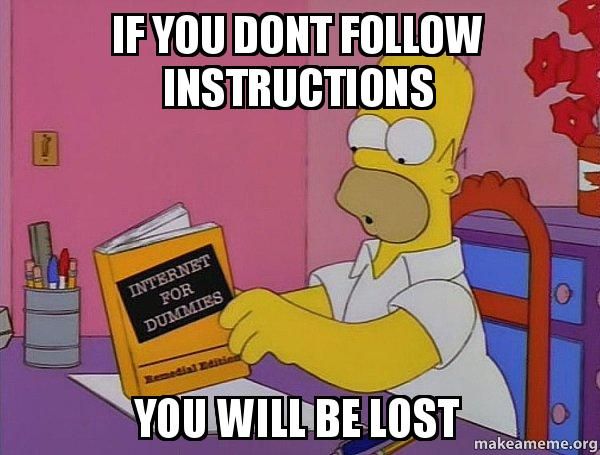 IF YOU DONT FOLLOW
INSTRUCTIONS
INTERNET
FOR
DUMMIES
Remedial Edition
YOU WILL BE LOST
makeameme.org